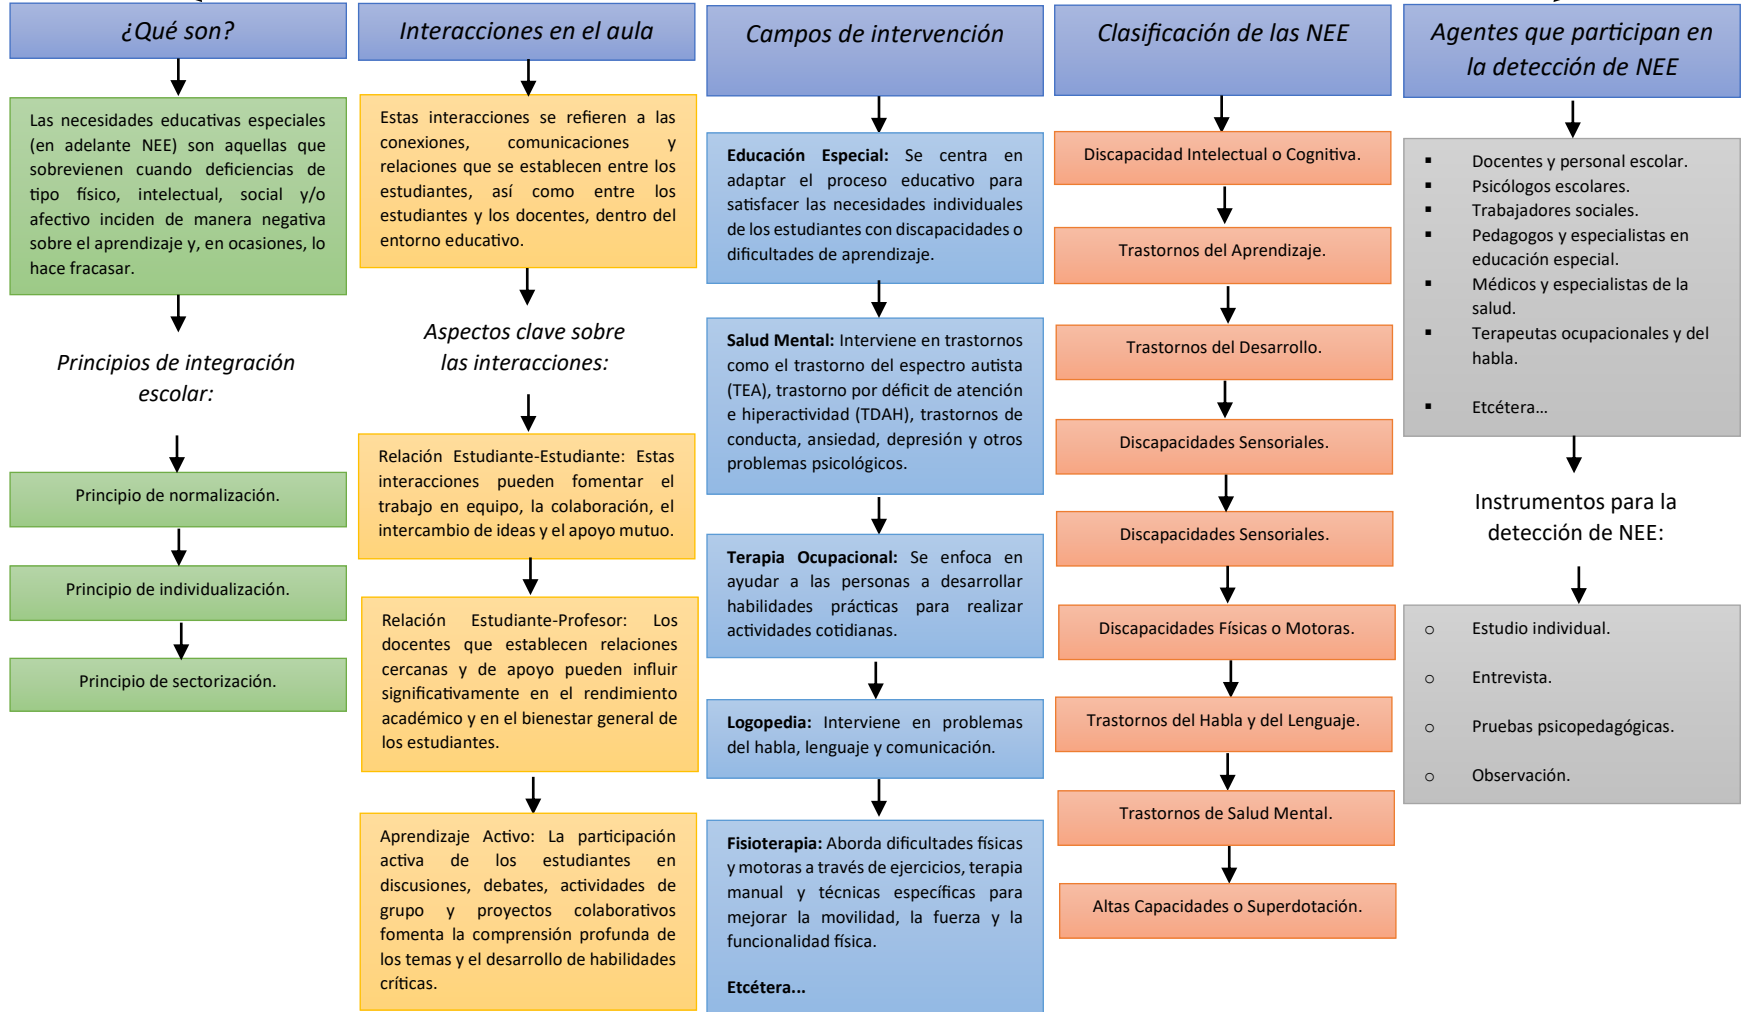 ¿Qué son?
Las necesidades educativas especiales
(en adelante NEE) son aquellas que
sobrevienen cuando deficiencias de
tipo físico, intelectual, social y/o
afectivo inciden de manera negativa
sobre el aprendizaje y, en ocasiones, lo
hace fracasar.
Principios de integración
escolar:
Principio de normalización.
Principio de individualización.
Principio de sectorización.
Interacciones en el aula
Estas interacciones se refieren a las
conexiones, comunicaciones y
relaciones que se establecen entre los
estudiantes, así como entre los
estudiantes y los docentes, dentro del
entorno educativo.
Aspectos clave sobre
las interacciones:
Relación Estudiante-Estudiante: Estas
interacciones pueden fomentar el
trabajo en equipo, la colaboración, el
intercambio de ideas y el apoyo mutuo.
Relación Estudiante-Profesor: Los
docentes que establecen relaciones
cercanas y de apoyo pueden influir
significativamente en el rendimiento
académico y en el bienestar general de
los estudiantes.
Aprendizaje Activo: La participación
activa de los estudiantes en
discusiones, debates, actividades de
grupo y proyectos colaborativos
fomenta la comprensión profunda de
los temas y el desarrollo de habilidades
críticas.
Campos de intervención
Educación Especial: Se centra en
adaptar el proceso educativo para
satisfacer las necesidades individuales
de los estudiantes con discapacidades o
dificultades de aprendizaje.
Salud Mental: Interviene en trastornos
como el trastorno del espectro autista
(TEA), trastorno por déficit de atención
e hiperactividad (TDAH), trastornos de
conducta, ansiedad, depresión y otros
problemas psicológicos.
Terapia Ocupacional: Se enfoca en
ayudar a las personas a desarrollar
habilidades prácticas para realizar
actividades cotidianas.
Logopedia: Interviene en problemas
del habla, lenguaje y comunicación.
Fisioterapia: Aborda dificultades físicas
y motoras a través de ejercicios, terapia
manual y técnicas específicas para
mejorar la movilidad, la fuerza y la
funcionalidad física.
Etcétera...
Clasificación de las NEE
Discapacidad Intelectual o Cognitiva.
Trastornos del Aprendizaje.
Trastornos del Desarrollo.
Discapacidades Sensoriales.
Discapacidades Sensoriales.
Discapacidades Físicas o Motoras.
Trastornos del Habla y del Lenguaje.
Trastornos de Salud Mental.
Altas Capacidades o Superdotación.
Agentes que participan en
la detección de NEE
▪ Docentes y personal escolar.
▪ Psicólogos escolares.
▪ Trabajadores sociales.
▪ Pedagogos y especialistas en
educación especial.
▪ Médicos y especialistas de la
salud.
▪ Terapeutas ocupacionales y del
habla.
▪ Etcétera...
Instrumentos para la
detección de NEE:
o Estudio individual.
o Entrevista.
o Pruebas psicopedagógicas.
o Observación.